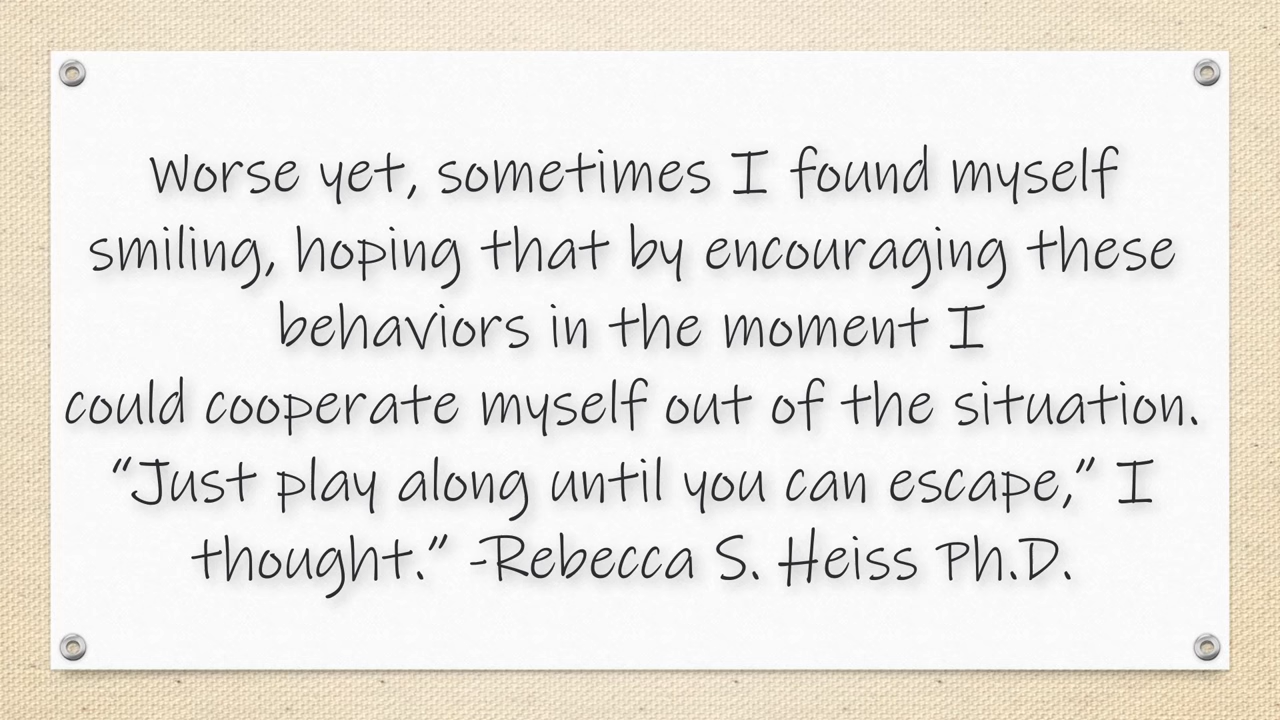 Worse yet, sometimes I found myself
smiling, hoping that by encouraging these
behaviors in the moment I
could cooperate myself out of the situation.
“Just play along until you can escape,” I
thought.” -Rebecca S. Heiss Ph.D.